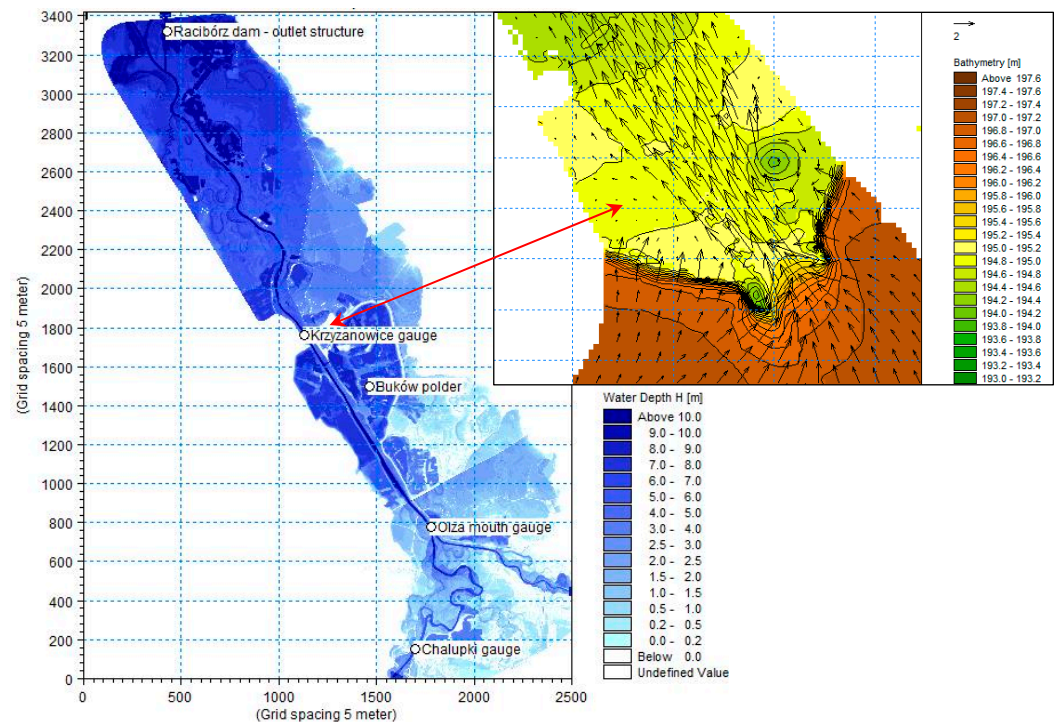 3400
3200
3000
2800
2600
2400
2200
2000
1800
1600
1400
1200
1000
800
600
400
200
0
(Grid spacing 5 meter)
0
500
1000
1500
2000
2500
(Grid spacing 5 meter)
Racibórz dam - outlet structure
Krzyżanowice gauge
Buków polder
Olza mouth gauge
Chalupki gauge
2
Bathymetry [m]
Above 197.6
197.4 - 197.6
197.2 - 197.4
197.0 - 197.2
196.8 - 197.0
196.6 - 196.8
196.4 - 196.6
196.2 - 196.4
196.0 - 196.2
195.8 - 196.0
195.6 - 195.8
195.4 - 195.6
195.2 - 195.4
195.0 - 195.2
194.8 - 195.0
194.6 - 194.8
194.4 - 194.6
194.2 - 194.4
194.0 - 194.2
193.8 - 194.0
193.6 - 193.8
193.4 - 193.6
193.2 - 193.4
193.0 - 193.2
Water Depth H [m]
Above 10.0
9.0 - 10.0
8.0 - 9.0
7.0 - 8.0
6.0 - 7.0
5.0 - 6.0
4.0 - 5.0
3.0 - 4.0
2.5 - 3.0
2.0 - 2.5
1.5 - 2.0
1.0 - 1.5
0.5 - 1.0
0.2 - 0.5
0.0 - 0.2
Below 0.0
Undefined Value